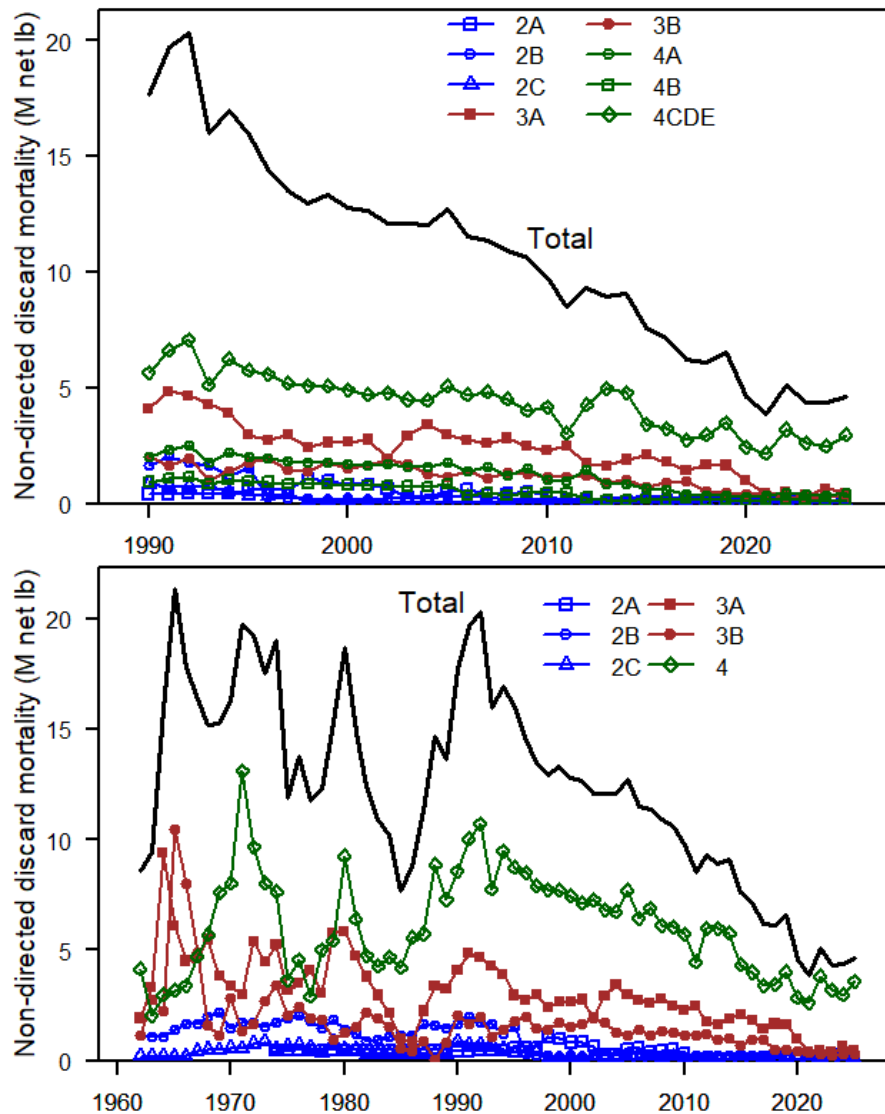 Non-directed discard mortality (M net lb)
20
15
10
5
0
2A 3B
2B 4A
2C 4B
3A 4CDE
Total
1990 2000 2010 2020
Non-directed discard mortality (M net lb)
20
15
10
5
0
Total
2A 3A
2B 3B
2C 4
1960 1970 1980 1990 2000 2010 2020